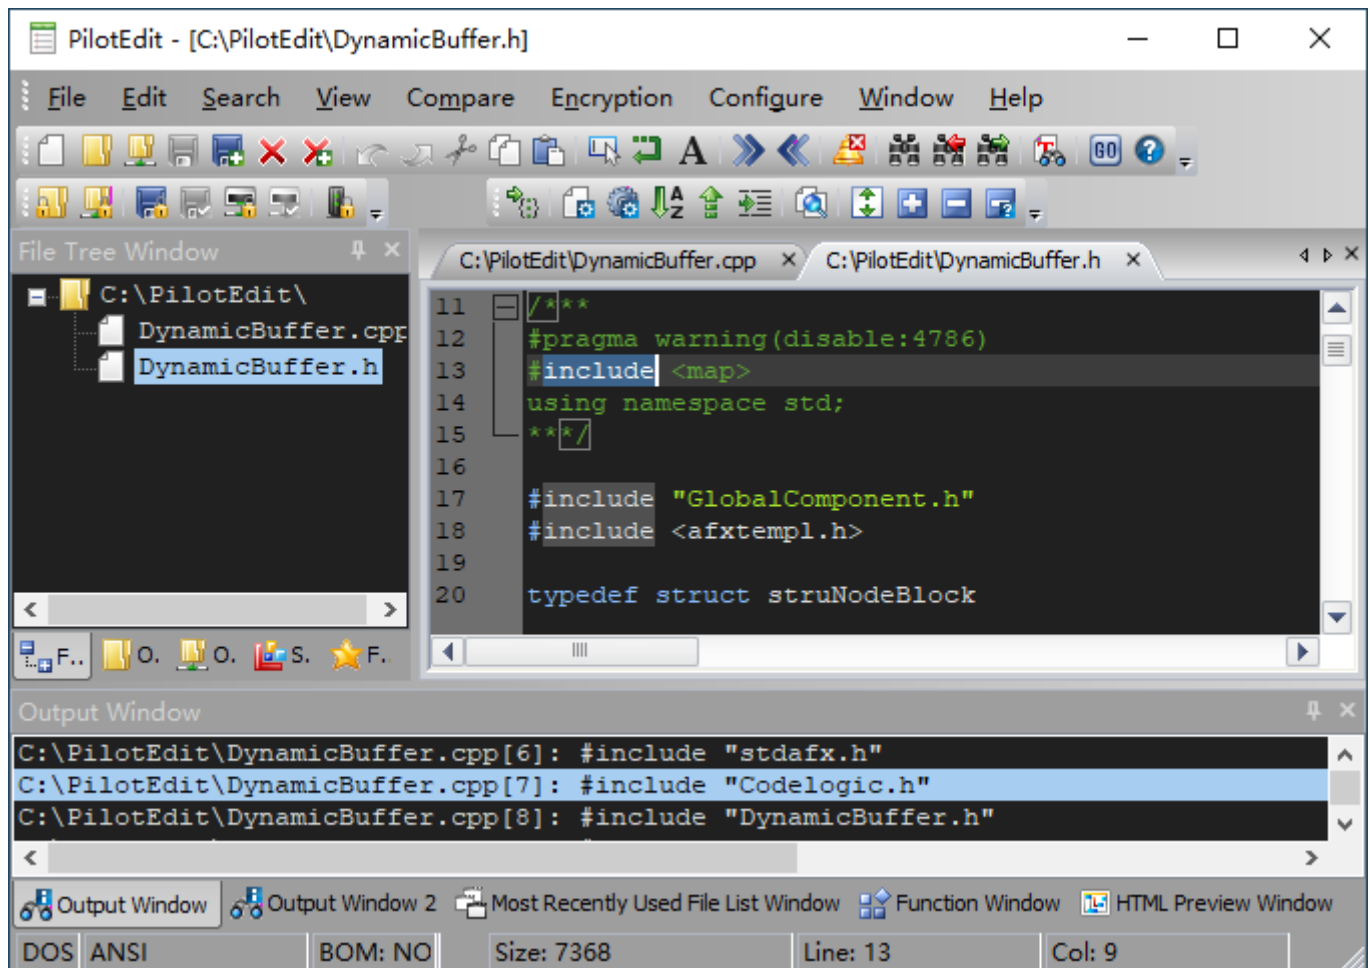 PilotEdit - [C:\PilotEdit\DynamicBuffer.h]
File Edit Search View Compare Encryption Configure Window Help
A GO ?
A Z
File Tree Window
C:\PilotEdit\
DynamicBuffer.cpp
DynamicBuffer.h
F.. O. O. S. F.
C:\PilotEdit\DynamicBuffer.cpp C:\PilotEdit\DynamicBuffer.h
11 /***
12 #pragma warning(disable:4786)
13 #include <map>
14 using namespace std;
15 ***/
16
17 #include "GlobalComponent.h"
18 #include <afxtempl.h>
19
20 typedef struct struNodeBlock
Output Window
C:\PilotEdit\DynamicBuffer.cpp[6]: #include "stdafx.h"
C:\PilotEdit\DynamicBuffer.cpp[7]: #include "Codelogic.h"
C:\PilotEdit\DynamicBuffer.cpp[8]: #include "DynamicBuffer.h"
Output Window Output Window 2 Most Recently Used File List Window Function Window HTML Preview Window
DOS ANSI BOM: NO Size: 7368 Line: 13 Col: 9